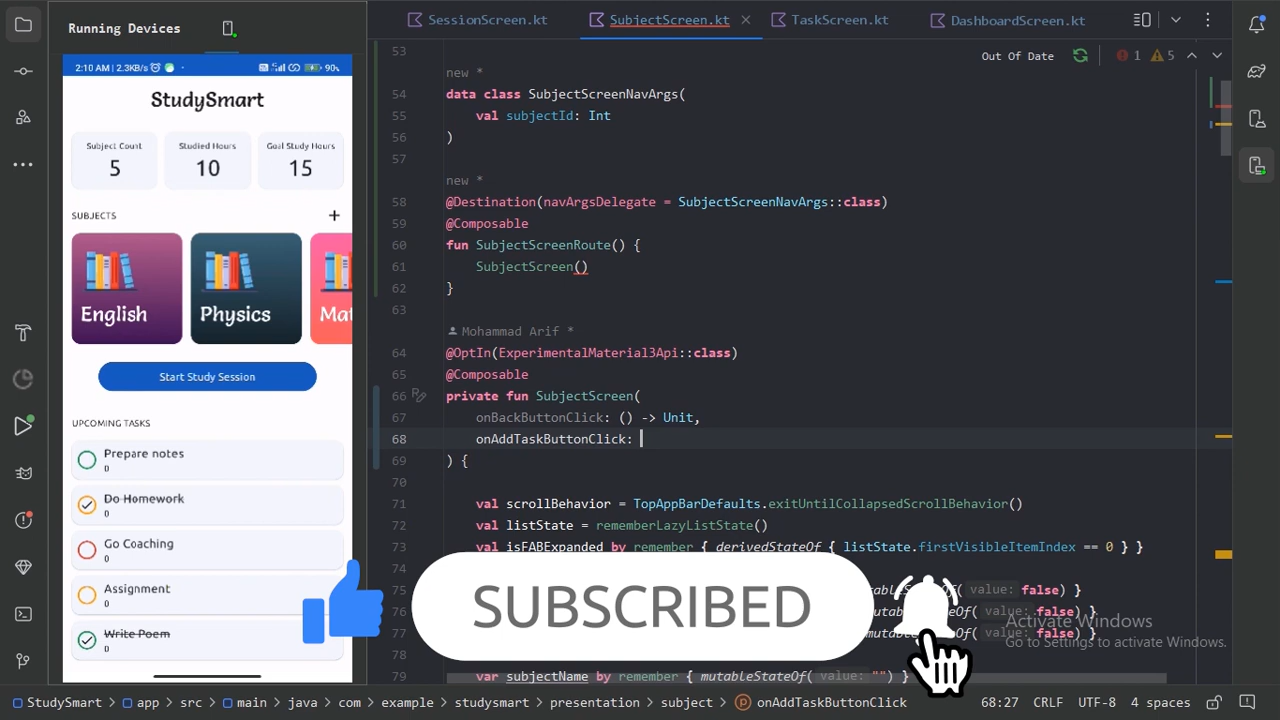 Running Devices
SessionScreen.kt
SubjectScreen.kt
TaskScreen.kt
DashboardScreen.kt
2:10 AM | 2.3KB/s
90%
StudySmart
Subject Count
5
Studied Hours
10
Goal Study Hours
15
SUBJECTS
+
English
Physics
Mat
Start Study Session
UPCOMING TASKS
Prepare notes
0
Do Homework
0
Go Coaching
0
Assignment
0
Write Poem
0
Out Of Date
1
5
53
new *
54 data class SubjectScreenNavArgs(
55 val subjectId: Int
56 )
57
new *
58 @Destination(navArgsDelegate = SubjectScreenNavArgs::class)
59 @Composable
60 fun SubjectScreenRoute() {
61 SubjectScreen()
62 }
63
Mohammad Arif *
64 @OptIn(ExperimentalMaterial3Api::class)
65 @Composable
66 private fun SubjectScreen(
67 onBackButtonClick: () -> Unit,
68 onAddTaskButtonClick:
69 ) {
70
71 val scrollBehavior = TopAppBarDefaults.exitUntilCollapsedScrollBehavior()
72 val listState = rememberLazyListState()
73 val isFABExpanded by remember { derivedStateOf { listState.firstVisibleItemIndex == 0 } }
74
75 value: false) }
76 value: false) }
77 value: false) }
78
79 var subjectName by remember { mutableStateOf( value: "") }
SUBSCRIBED
Activate Windows
Go to Settings to activate Windows.
StudySmart > app > src > main > java > com > example > studysmart > presentation > subject > onAddTaskButtonClick
68:27 CRLF UTF-8 4 spaces